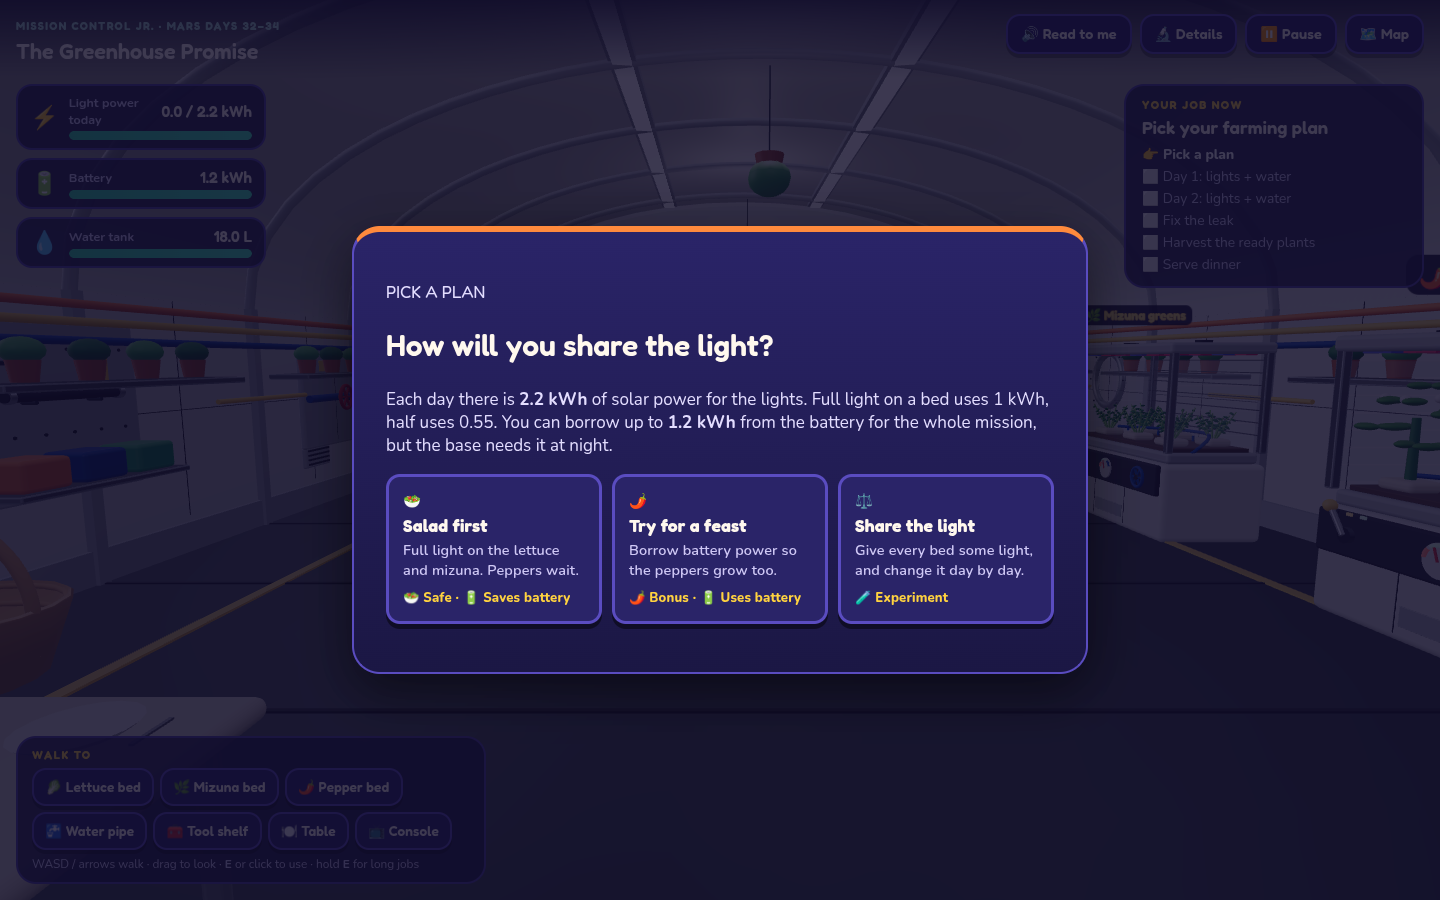 MISSION CONTROL JR. · MARS DAYS 32–34
The Greenhouse Promise
🔊 Read to me
🔬 Details
⏸️ Pause
🗺️ Map
Light power
today
0.0 / 2.2 kWh
Battery
1.2 kWh
Water tank
18.0 L
YOUR JOB NOW
Pick your farming plan
👉 Pick a plan
⬜ Day 1: lights + water
⬜ Day 2: lights + water
⬜ Fix the leak
⬜ Harvest the ready plants
⬜ Serve dinner
🌿 Mizuna greens
PICK A PLAN
How will you share the light?
Each day there is 2.2 kWh of solar power for the lights. Full light on a bed uses 1 kWh,
half uses 0.55. You can borrow up to 1.2 kWh from the battery for the whole mission,
but the base needs it at night.
🥗
Salad first
Full light on the lettuce
and mizuna. Peppers wait.
🥗 Safe · 🔋 Saves battery
🌶️
Try for a feast
Borrow battery power so
the peppers grow too.
🌶️ Bonus · 🔋 Uses battery
⚖️
Share the light
Give every bed some light,
and change it day by day.
🧪 Experiment
WALK TO
🥬 Lettuce bed
🌿 Mizuna bed
🌶️ Pepper bed
🚰 Water pipe
🧰 Tool shelf
🍽️ Table
📺 Console
WASD / arrows walk · drag to look · E or click to use · hold E for long jobs